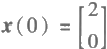 x(0) = [2
0]